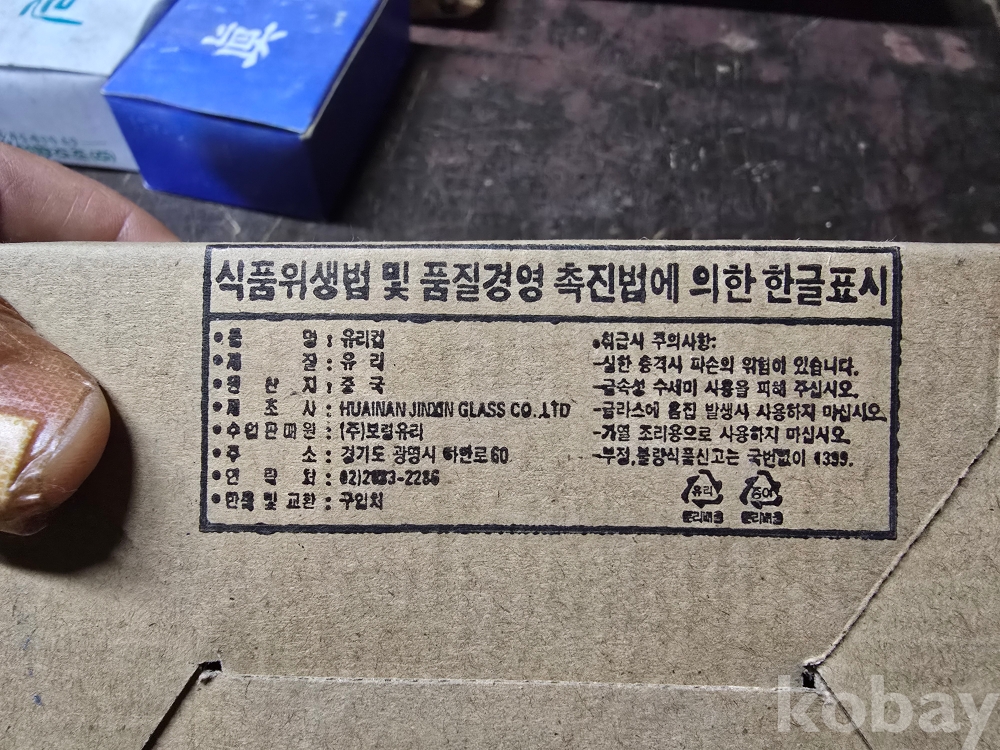 眞
식품위생법 및 품질경영 촉진법에 의한 한글표시
•품 명 : 유리컵
•재 질 : 유 리
•원 산 지 : 중 국
•제 조 사 : HUAINAN JINXIN GLASS CO.,LTD
•수입판매원 : (주)보령유리
•주 소 : 경기도 광명시 하안로60
•연 락 처 :
•반품 및 교환 : 구입처
•취급시 주의사항:
-심한 충격시 파손의 위험이 있습니다.
-금속성 수세미 사용을 피해 주십시오.
-글라스에 흠집 발생시 사용하지 마십시오.
-가열 조리용으로 사용하지 마십시오.
-부정,불량식품신고는 국번없이 1399.
유리 종이
kobay